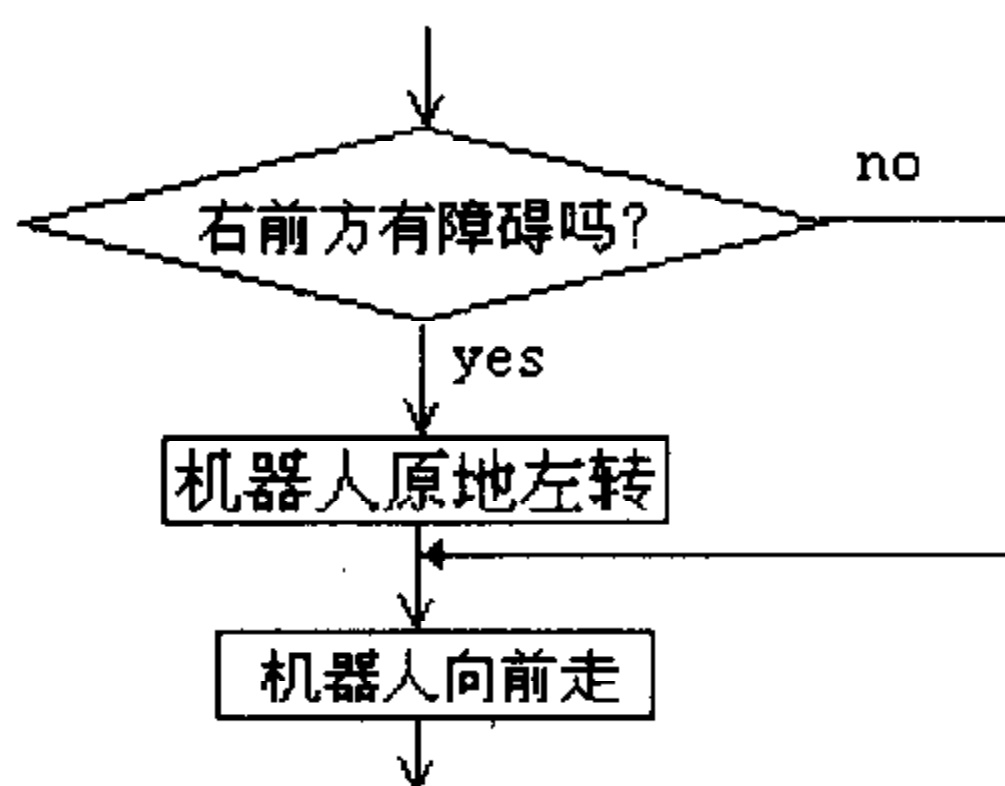 no
右前方有障碍吗?
yes
机器人原地左转
机器人向前走